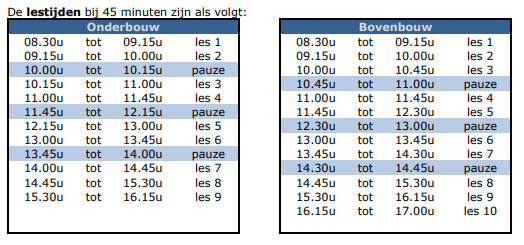 De lestijden bij 45 minuten zijn als volgt:
Onderbouw
08.30u tot 09.15u les 1
09.15u tot 10.00u les 2
10.00u tot 10.15u pauze
10.15u tot 11.00u les 3
11.00u tot 11.45u les 4
11.45u tot 12.15u pauze
12.15u tot 13.00u les 5
13.00u tot 13.45u les 6
13.45u tot 14.00u pauze
14.00u tot 14.45u les 7
14.45u tot 15.30u les 8
15.30u tot 16.15u les 9
Bovenbouw
08.30u tot 09.15u les 1
09.15u tot 10.00u les 2
10.00u tot 10.45u les 3
10.45u tot 11.00u pauze
11.00u tot 11.45u les 4
11.45u tot 12.30u les 5
12.30u tot 13.00u pauze
13.00u tot 13.45u les 6
13.45u tot 14.30u les 7
14.30u tot 14.45u pauze
14.45u tot 15.30u les 8
15.30u tot 16.15u les 9
16.15u tot 17.00u les 10